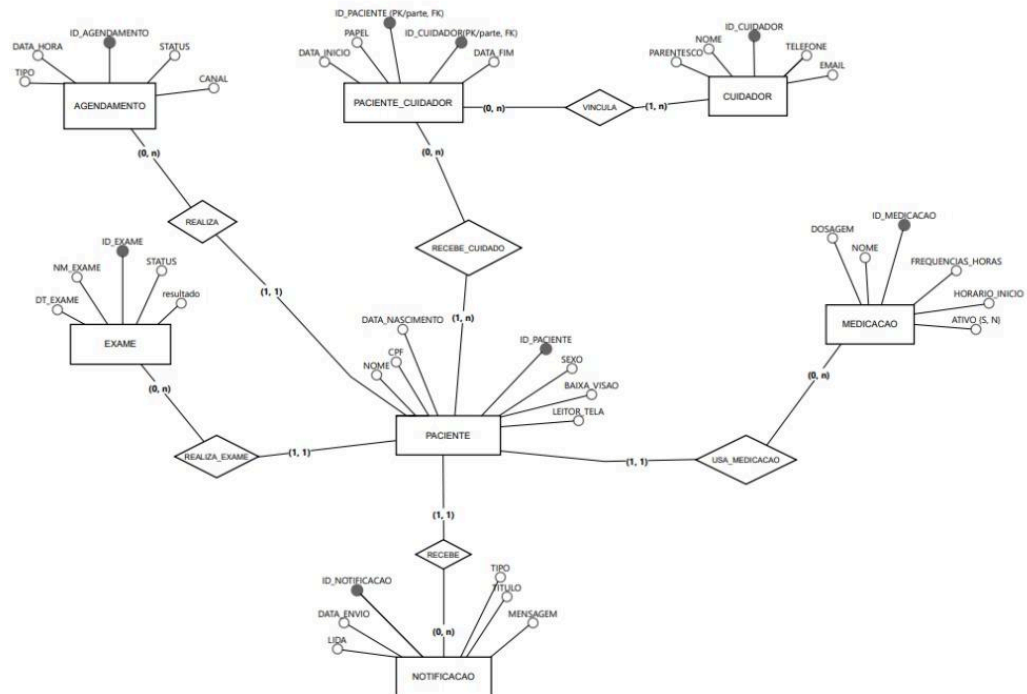 ID_AGENDAMENTO
DATA_HORA
STATUS
TIPO
CANAL
AGENDAMENTO
ID_PACIENTE (PK/parte, FK)
PAPEL
ID_CUIDADOR(PK/parte, FK)
DATA_INICIO
DATA_FIM
PACIENTE_CUIDADOR
(0, n)
VINCULA
(1, n)
ID_CUIDADOR
NOME
TELEFONE
PARENTESCO
EMAIL
CUIDADOR
(0, n)
REALIZA
(1, 1)
(0, n)
RECEBE_CUIDADO
(1, n)
ID_EXAME
NM_EXAME
STATUS
DT_EXAME
resultado
EXAME
(0, n)
REALIZA_EXAME
(1, 1)
ID_MEDICACAO
DOSAGEM
NOME
FREQUENCIAS_HORAS
HORARIO_INICIO
ATIVO (S, N)
MEDICACAO
(0, n)
USA_MEDICACAO
(1, 1)
DATA_NASCIMENTO
CPF
NOME
ID_PACIENTE
SEXO
BAIXA_VISAO
LEITOR_TELA
PACIENTE
(1, 1)
RECEBE
(0, n)
ID_NOTIFICACAO
DATA_ENVIO
LIDA
TIPO
TITULO
MENSAGEM
NOTIFICACAO